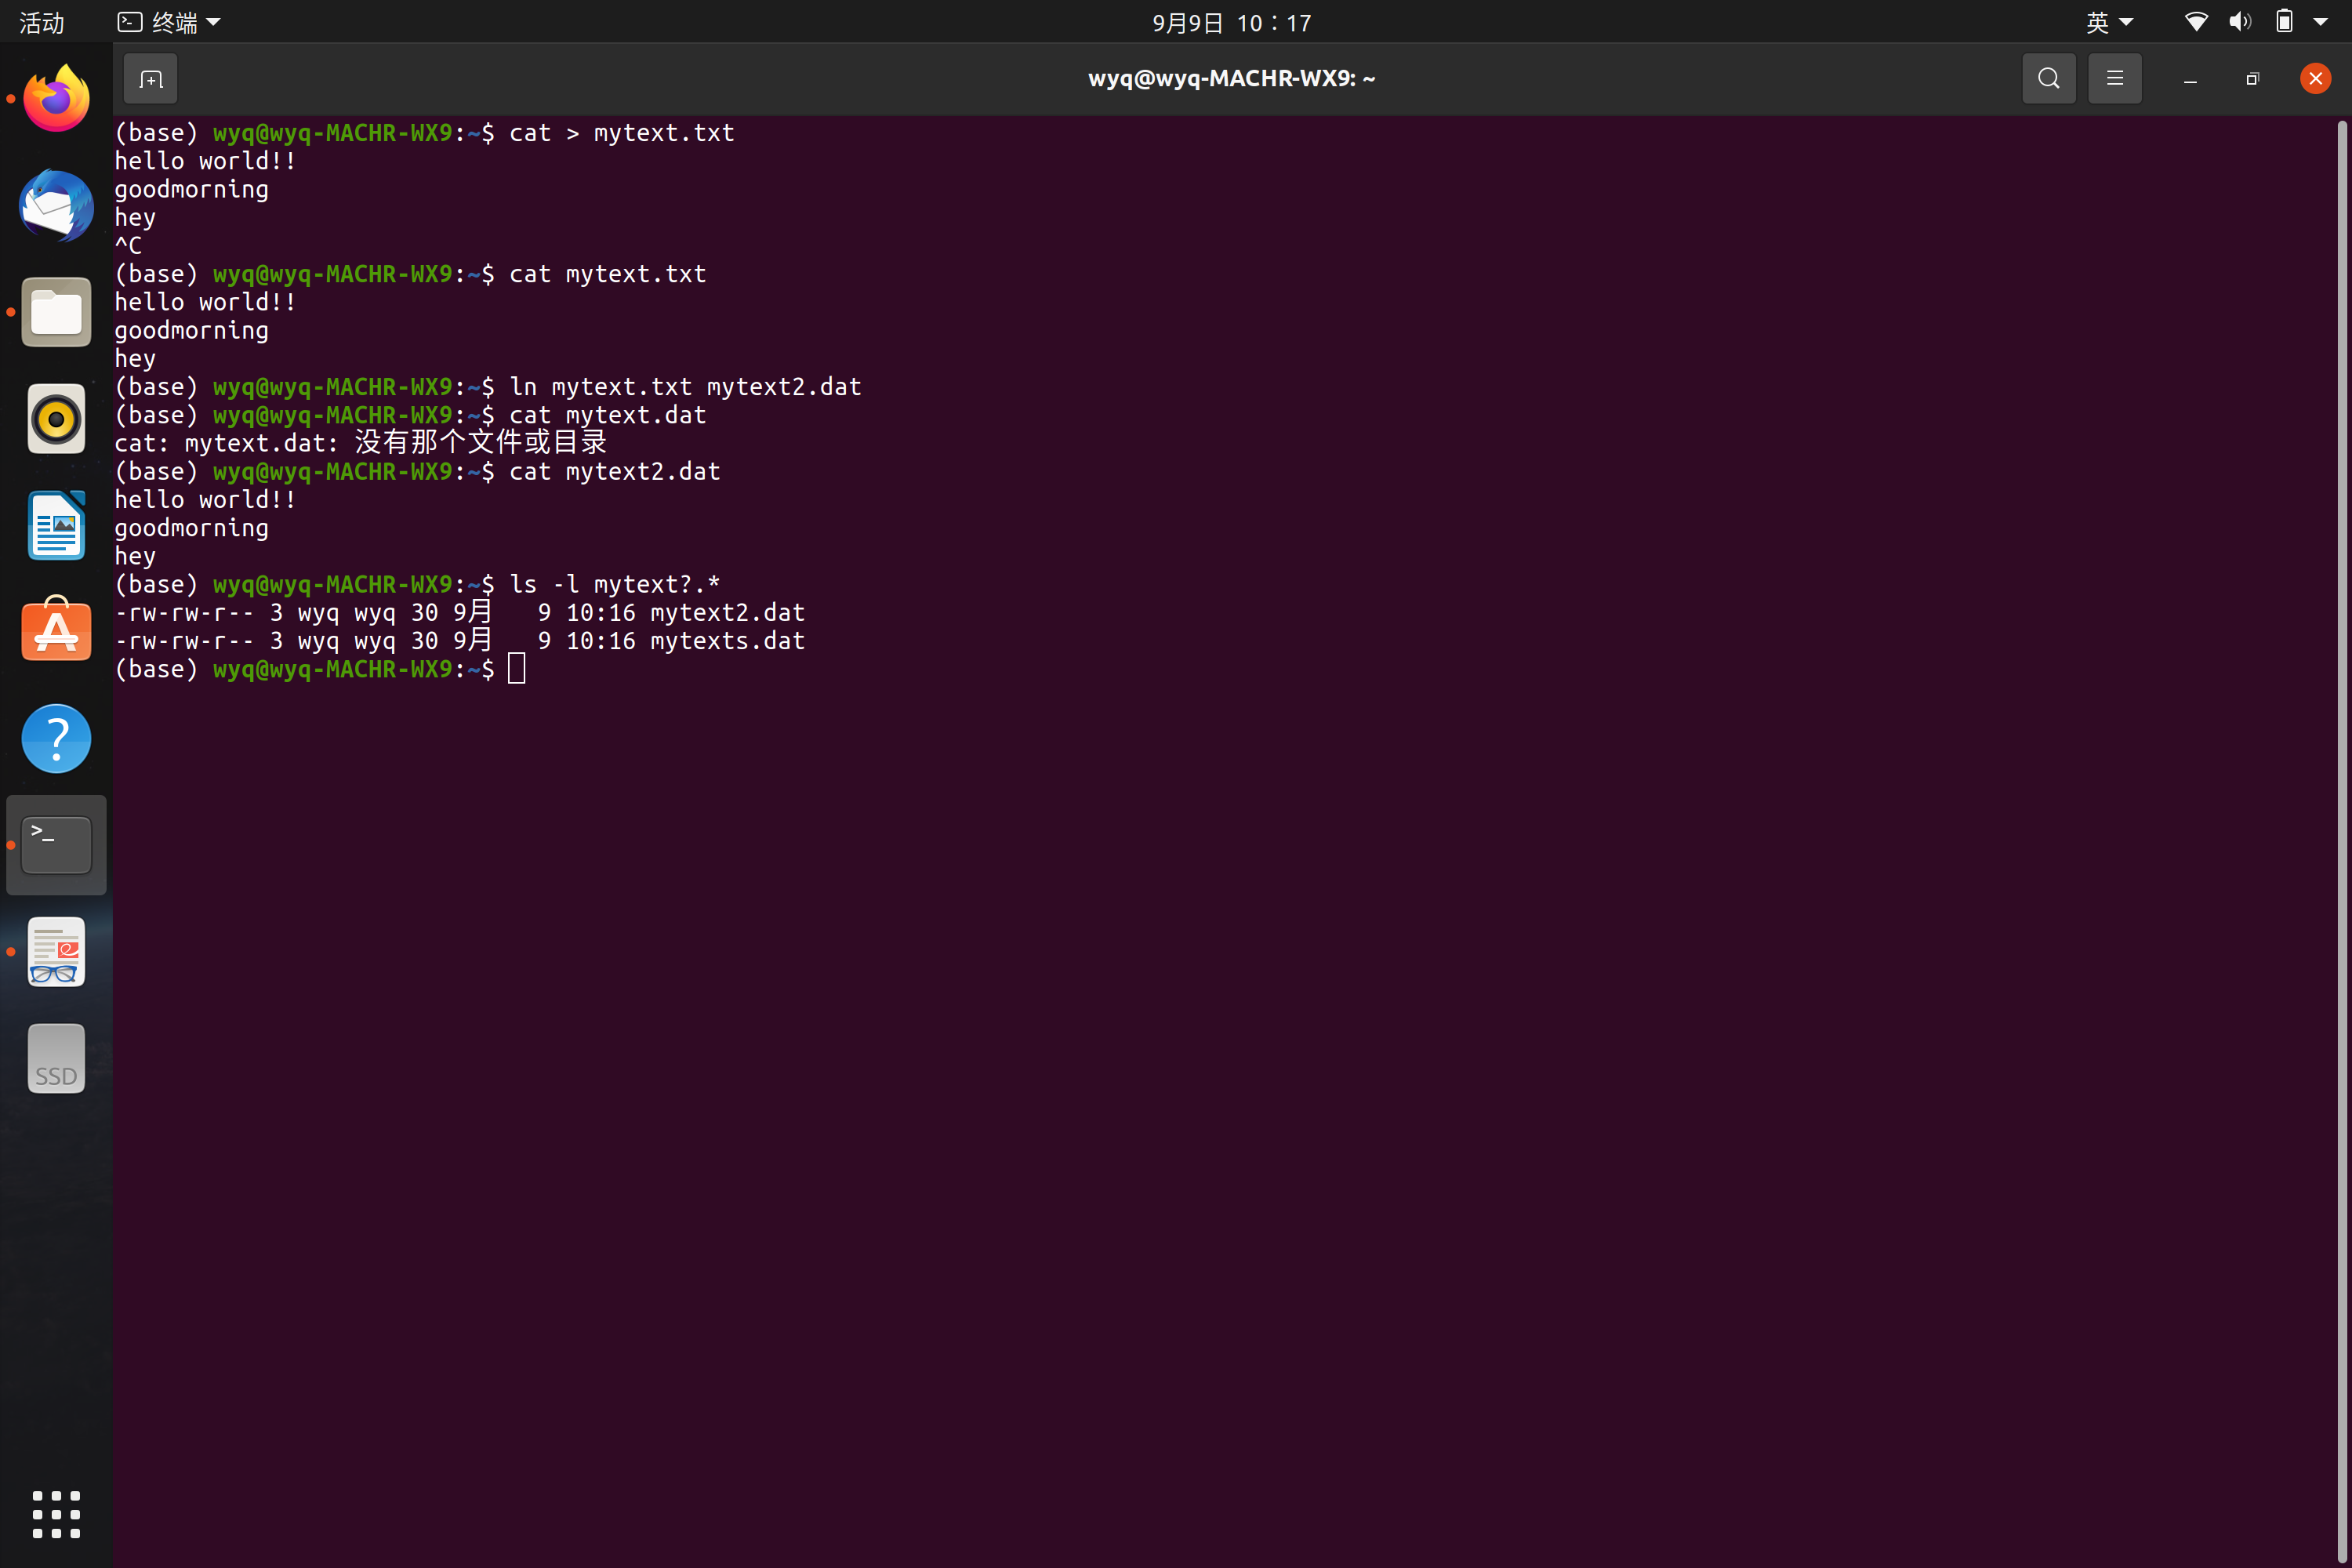 活动 终端 9月9日 10：17 英
wyq@wyq-MACHR-WX9: ~
(base) wyq@wyq-MACHR-WX9:~$ cat > mytext.txt
hello world!!
goodmorning
hey
^C
(base) wyq@wyq-MACHR-WX9:~$ cat mytext.txt
hello world!!
goodmorning
hey
(base) wyq@wyq-MACHR-WX9:~$ ln mytext.txt mytext2.dat
(base) wyq@wyq-MACHR-WX9:~$ cat mytext.dat
cat: mytext.dat: 没有那个文件或目录
(base) wyq@wyq-MACHR-WX9:~$ cat mytext2.dat
hello world!!
goodmorning
hey
(base) wyq@wyq-MACHR-WX9:~$ ls -l mytext?.*
-rw-rw-r-- 3 wyq wyq 30 9月   9 10:16 mytext2.dat
-rw-rw-r-- 3 wyq wyq 30 9月   9 10:16 mytexts.dat
(base) wyq@wyq-MACHR-WX9:~$
SSD